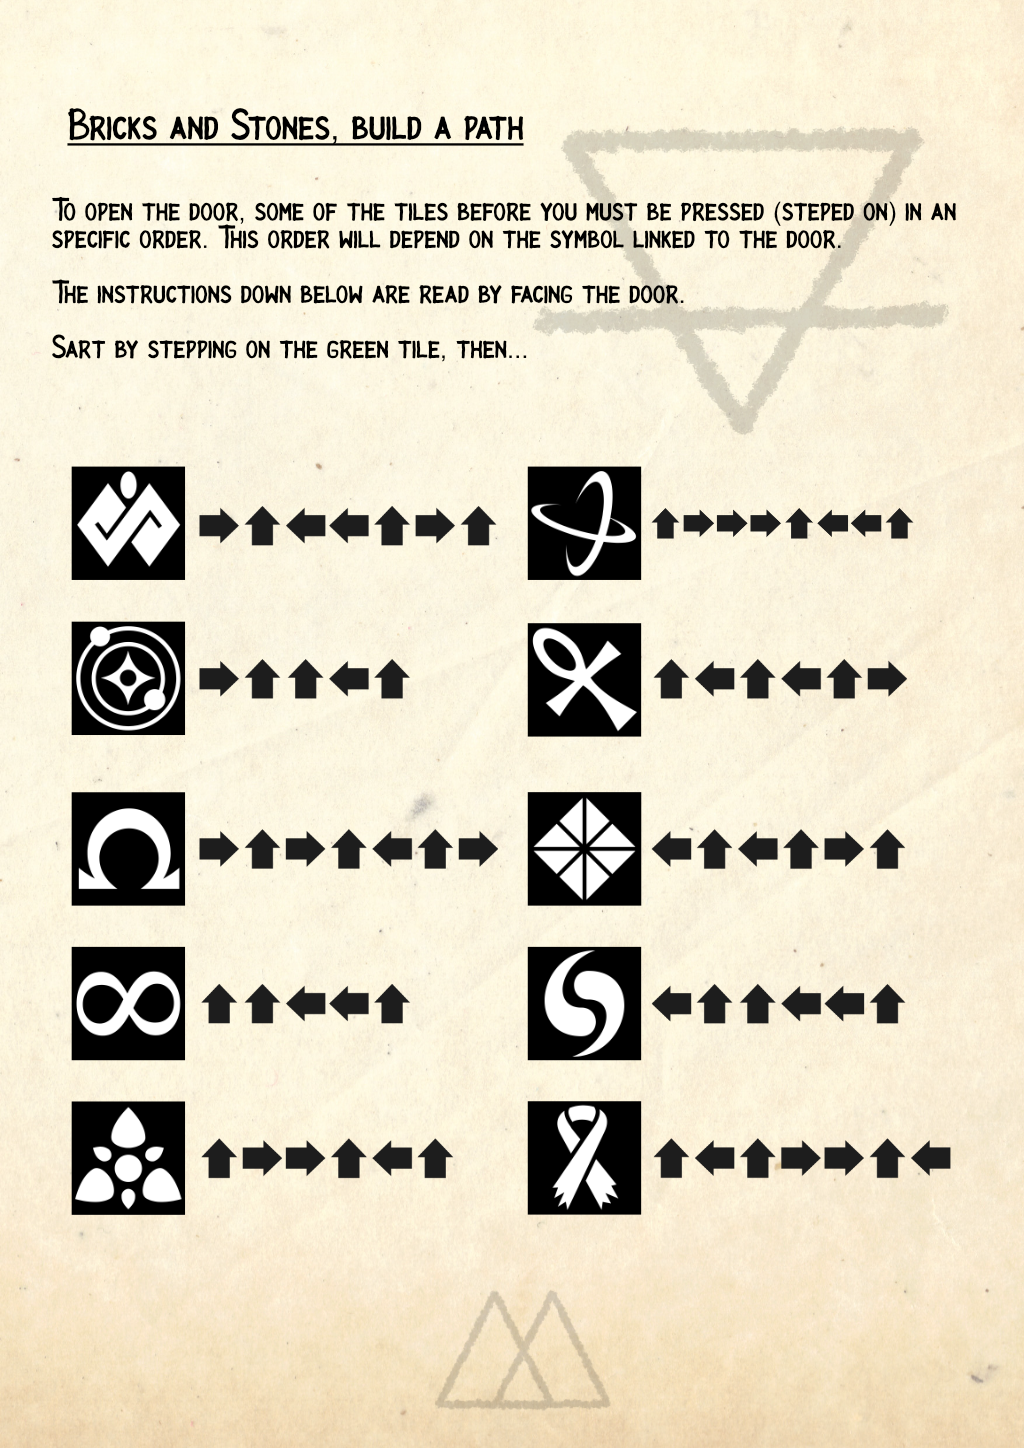 Bricks and Stones, build a path
To open the door, some of the tiles before you must be pressed (steped on) in an
specific order. This order will depend on the symbol linked to the door.
The instructions down below are read by facing the door.
Sart by stepping on the green tile, then...